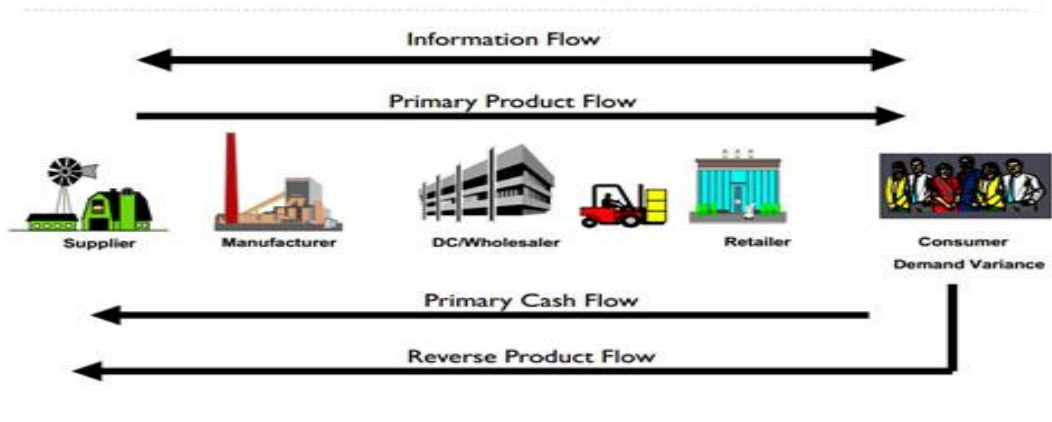 Information Flow
Primary Product Flow
Supplier
Manufacturer
DC/Wholesaler
Retailer
Consumer
Demand Variance
Primary Cash Flow
Reverse Product Flow